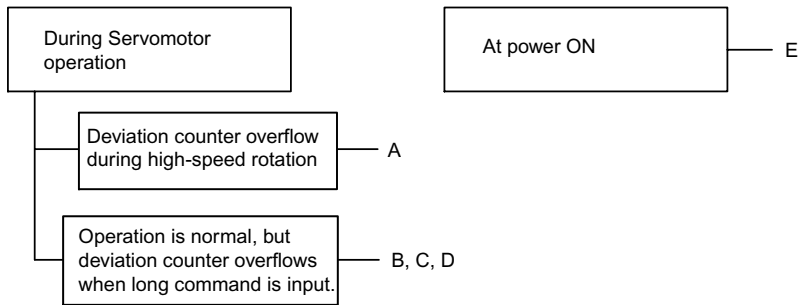 During Servomotor
operation
At power ON
E
Deviation counter overflow
during high-speed rotation
A
Operation is normal, but
deviation counter overflows
when long command is input.
B, C, D